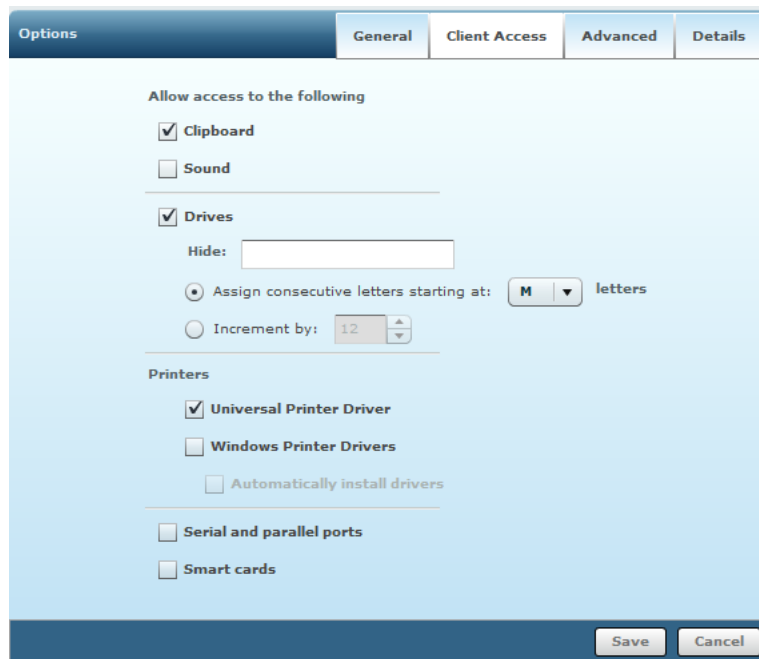 Options General Client Access Advanced Details
Allow access to the following
Clipboard
Sound
Drives
Hide:
Assign consecutive letters starting at: M letters
Increment by: 12
Printers
Universal Printer Driver
Windows Printer Drivers
Automatically install drivers
Serial and parallel ports
Smart cards
Save Cancel